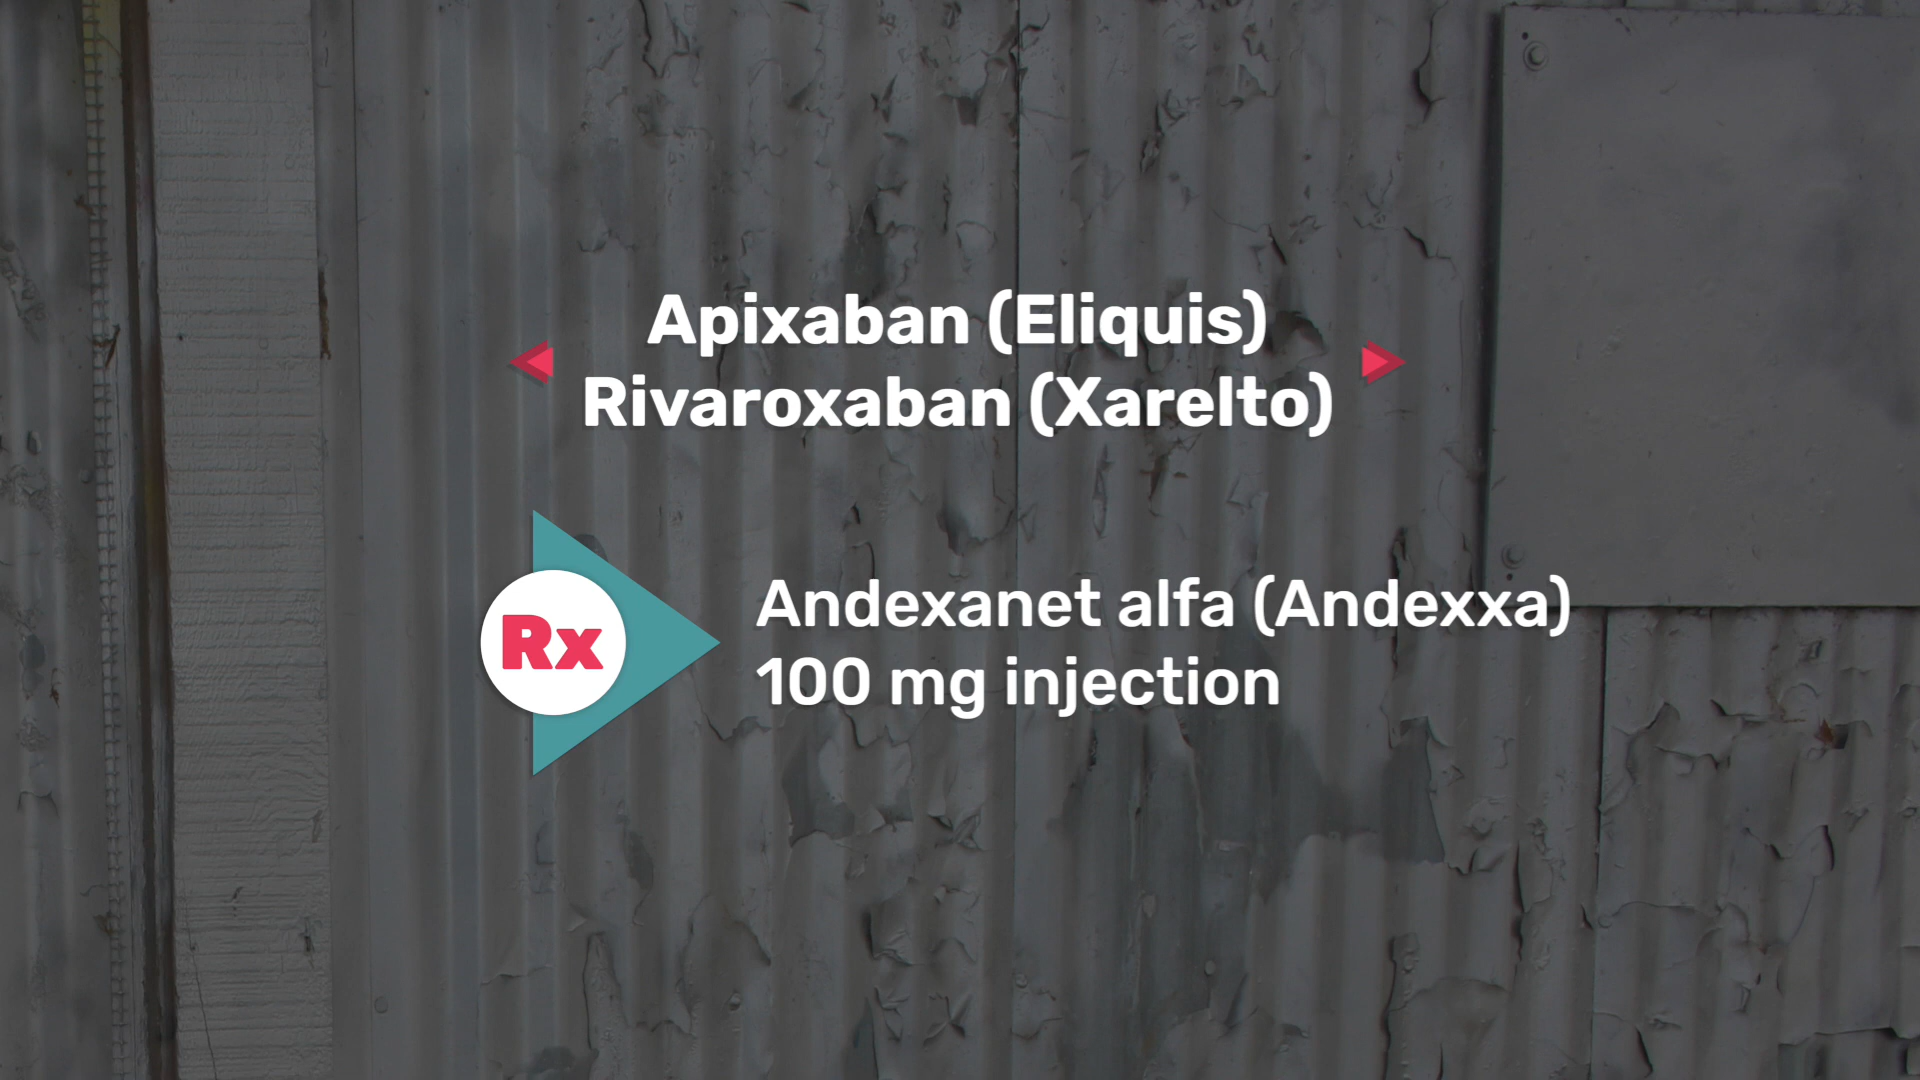 Apixaban (Eliquis)
Rivaroxaban (Xarelto)
Rx
Andexanet alfa (Andexxa)
100 mg injection